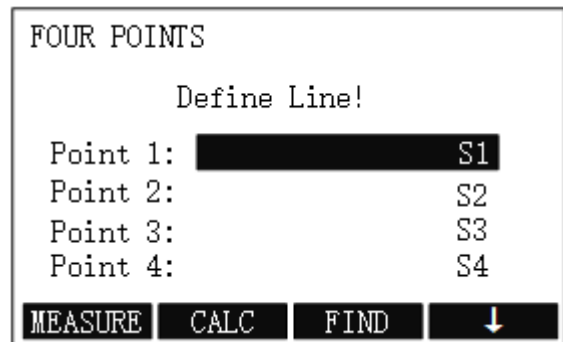 FOUR POINTS
Define Line!
Point 1: S1
Point 2: S2
Point 3: S3
Point 4: S4
MEASURE CALC FIND ↓